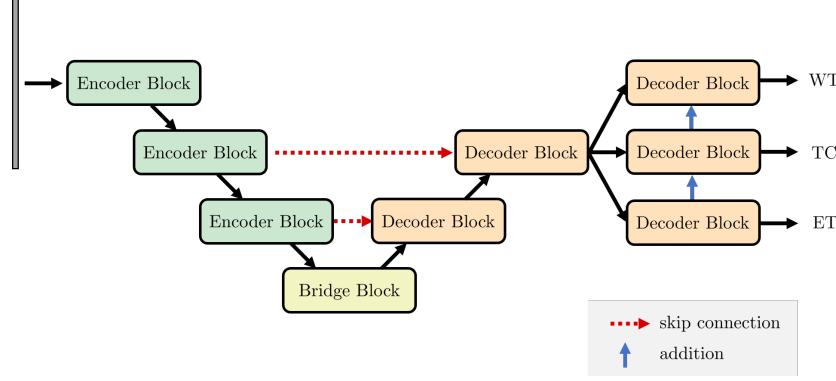 Encoder Block
Decoder Block
WT
Encoder Block
Decoder Block
Decoder Block
TC
Encoder Block
Decoder Block
Decoder Block
ET
Bridge Block
skip connection
addition